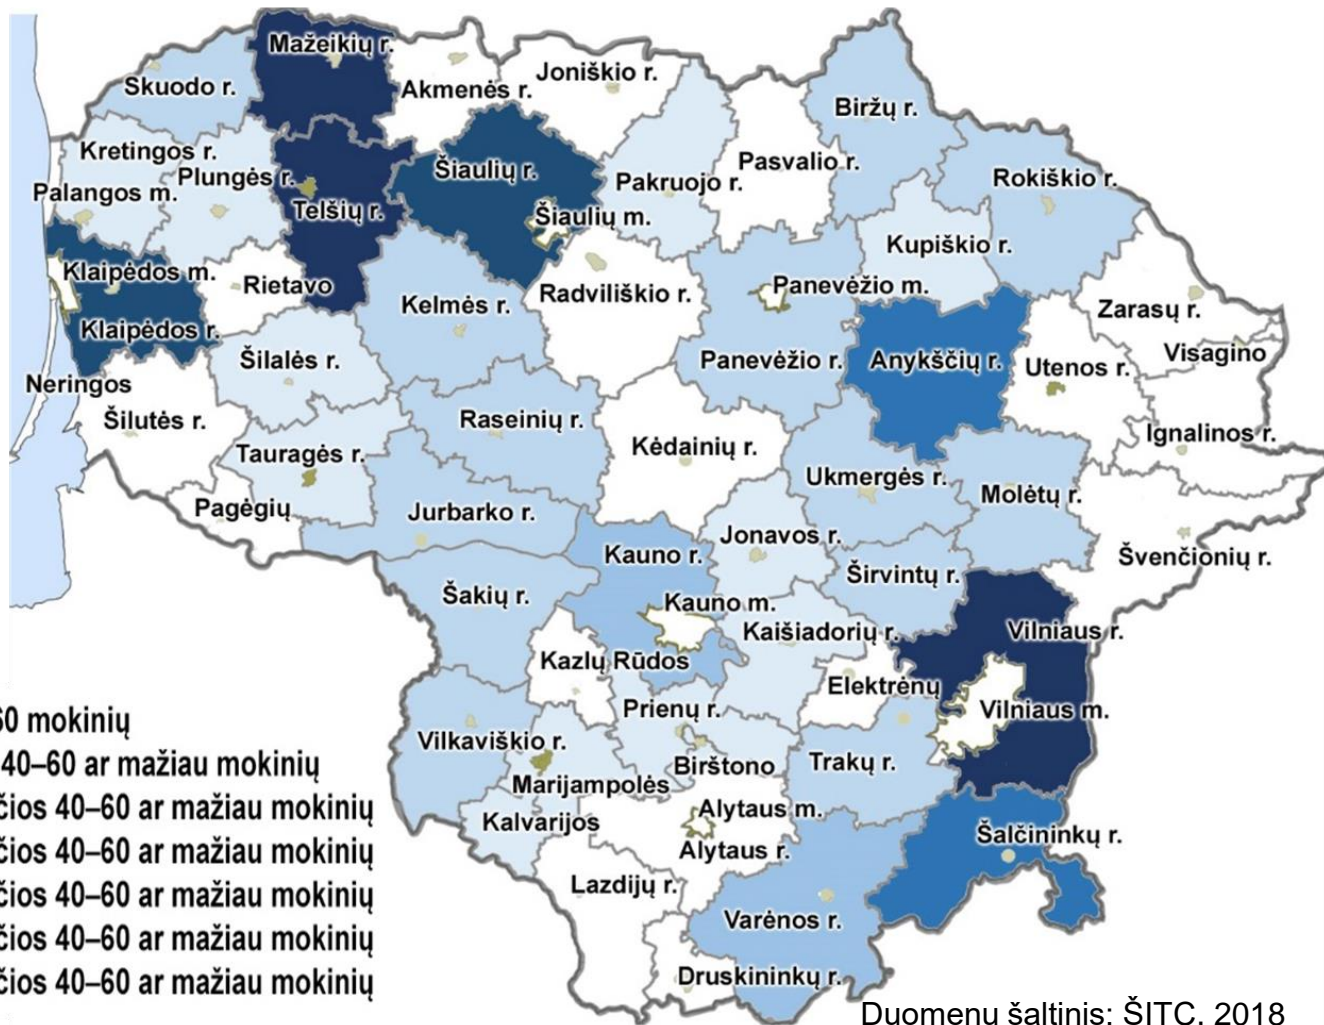 Mažeikių r.
Joniškio r.
Skuodo r.
Akmenės r.
Biržų r.
Kretingos r.
Pasvalio r.
Plungės r.
Šiaulių r.
Rokiškio r.
Pakruojo r.
Palangos m.
Telšių r.
Šiaulių m.
Kupiškio r.
Klaipėdos m.
Rietavo
Panevėžio m.
Radviliškio r.
Kelmės r.
Zarasų r.
Klaipėdos r.
Visagino
Šilalės r.
Panevėžio r.
Anykščių r.
Utenos r.
Neringos
Šilutės r.
Raseinių r.
Ignalinos r.
Kėdainių r.
Tauragės r.
Ukmergės r.
Molėtų r.
Pagėgių
Jurbarko r.
Jonavos r.
Kauno r.
Švenčionių r.
Širvintų r.
Šakių r.
Kauno m.
Kaišiadorių r.
Vilniaus r.
Kazlų Rūdos
Elektrėnų
Prienų r.
Vilniaus m.
60 mokinių
Vilkaviškio r.
Birštono
Trakų r.
40–60 ar mažiau mokinių
Marijampolės
čios 40–60 ar mažiau mokinių
Alytaus m.
Kalvarijos
Šalčininkų r.
čios 40–60 ar mažiau mokinių
Alytaus r.
Lazdijų r.
čios 40–60 ar mažiau mokinių
Varėnos r.
čios 40–60 ar mažiau mokinių
Druskininkų r.
čios 40–60 ar mažiau mokinių
Duomenų šaltinis: ŠITC, 2018